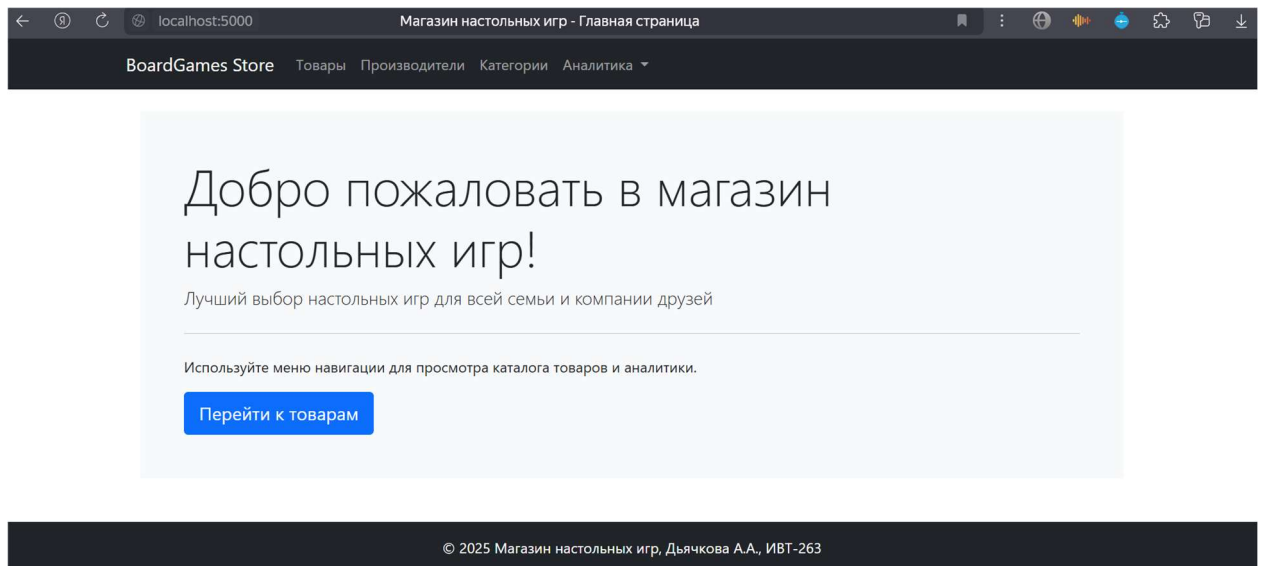 localhost:5000
Магазин настольных игр - Главная страница
BoardGames Store Товары Производители Категории Аналитика
Добро пожаловать в магазин
настольных игр!
Лучший выбор настольных игр для всей семьи и компании друзей
Используйте меню навигации для просмотра каталога товаров и аналитики.
Перейти к товарам
© 2025 Магазин настольных игр, Дьячкова А.А., ИВТ-263